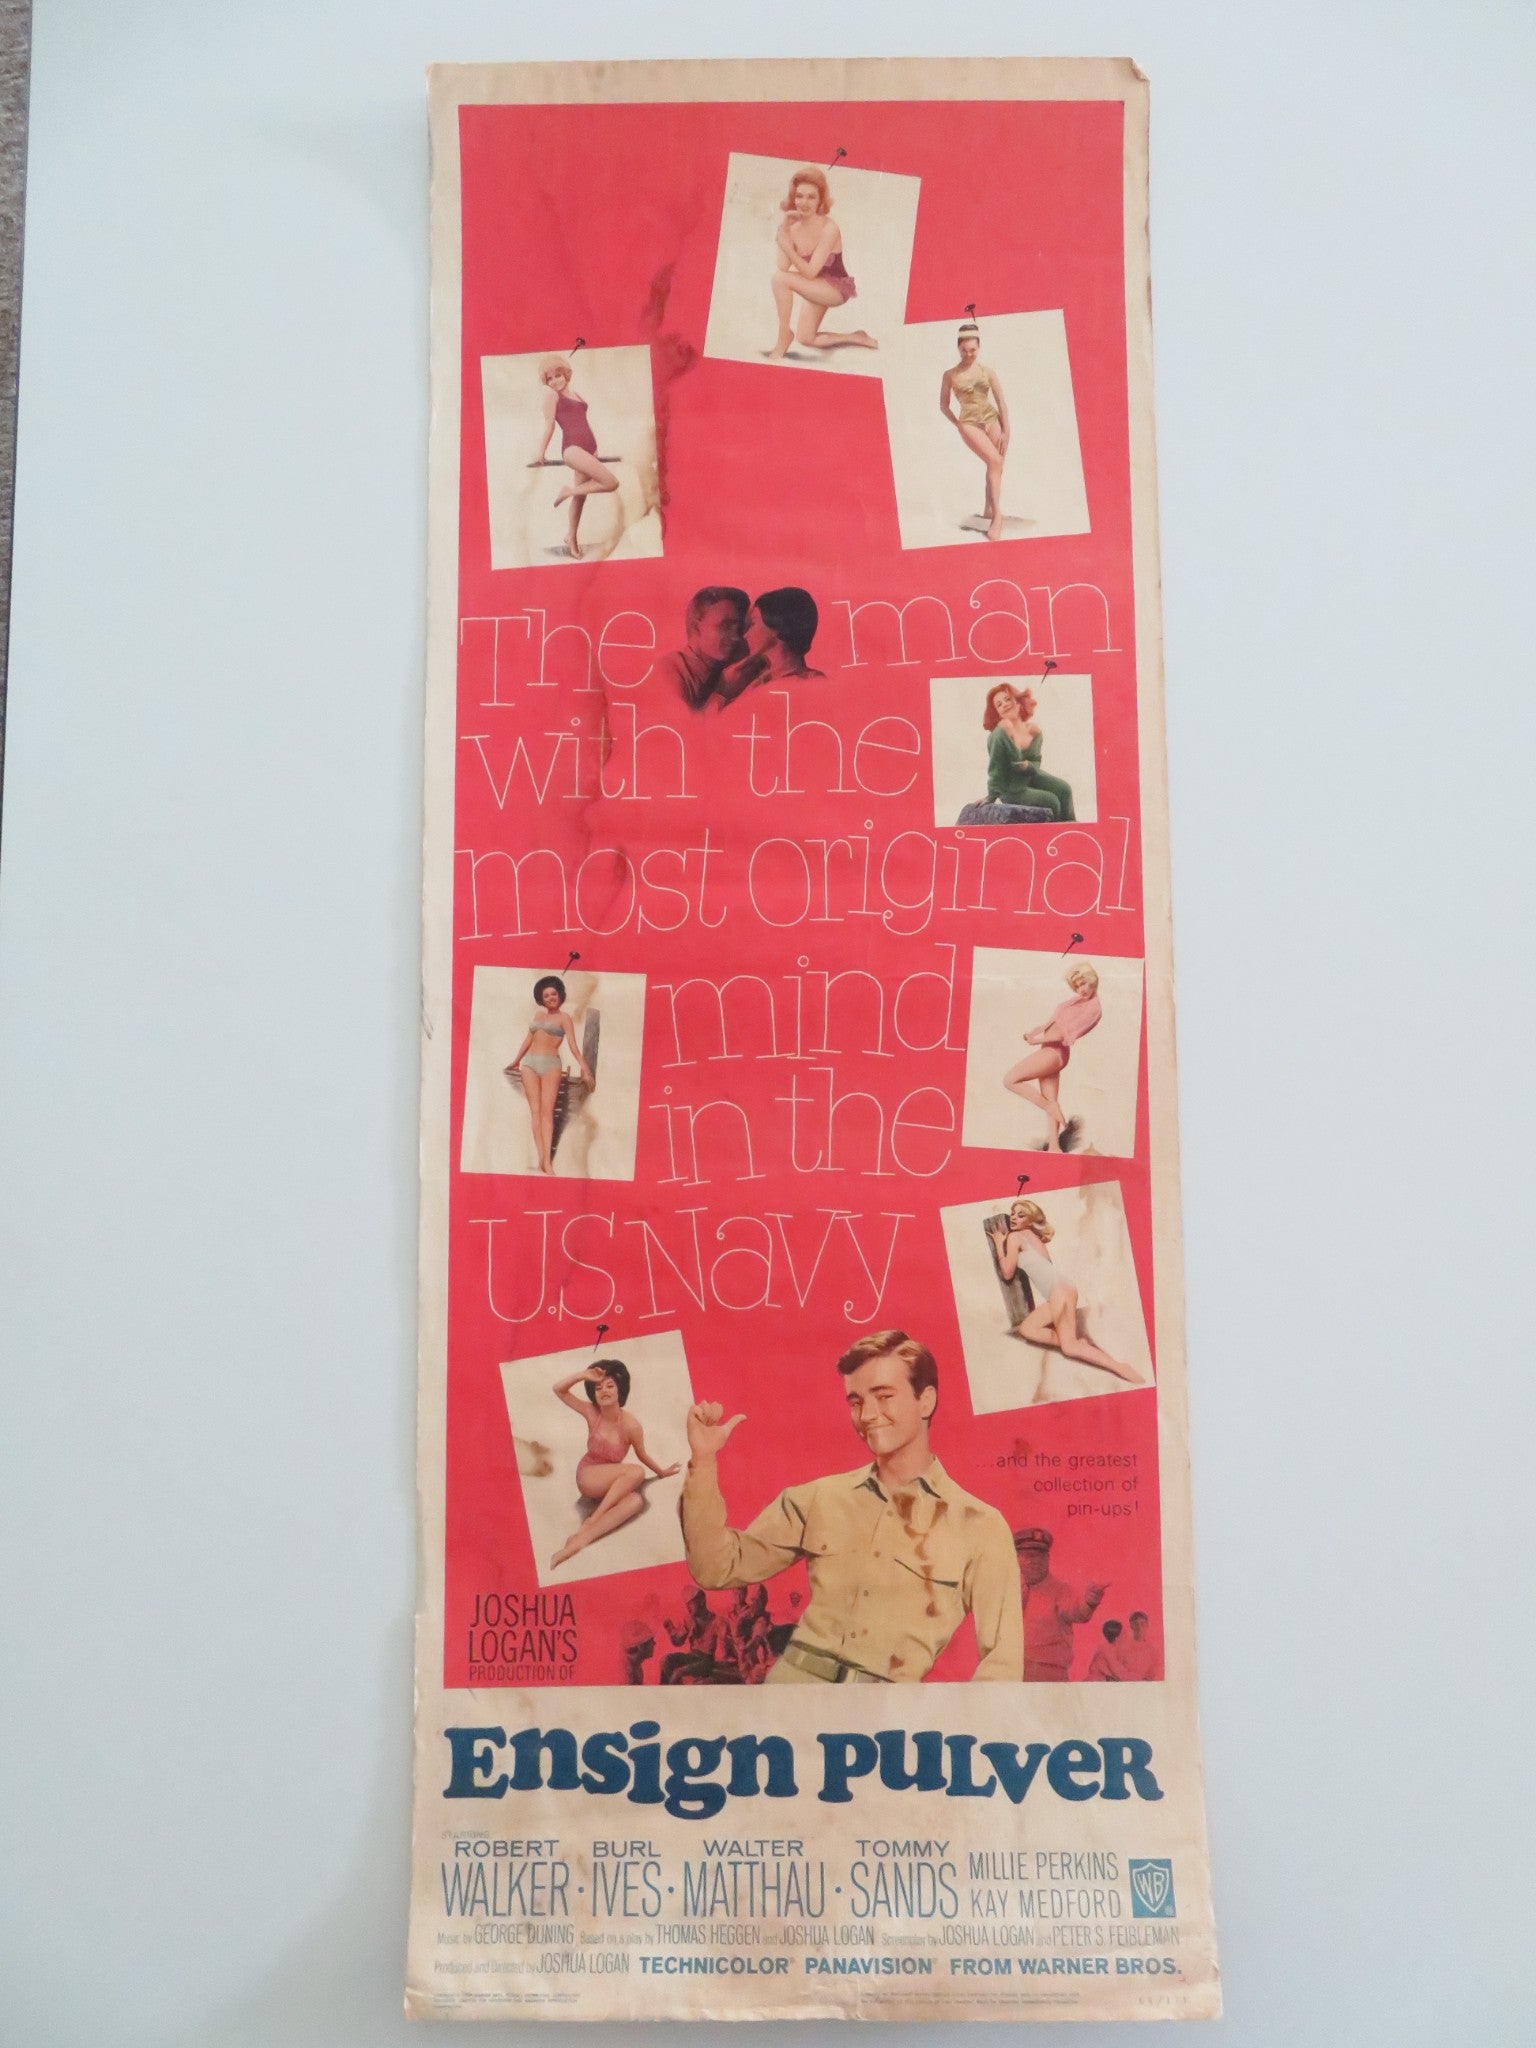 The man
with the
most original
mind
in the
U.S. Navy
...and the greatest
collection of
pin-ups!
JOSHUA
LOGAN'S
PRODUCTION OF
Ensign Pulver
STARRING
ROBERT WALKER · BURL IVES · WALTER MATTHAU · TOMMY SANDS
MILLIE PERKINS
KAY MEDFORD
WB
Music by GEORGE DUNING Based on a play by THOMAS HEGGEN and JOSHUA LOGAN Screenplay by JOSHUA LOGAN and PETER S. FEIBLEMAN
Produced and Directed by JOSHUA LOGAN TECHNICOLOR® PANAVISION® FROM WARNER BROS.